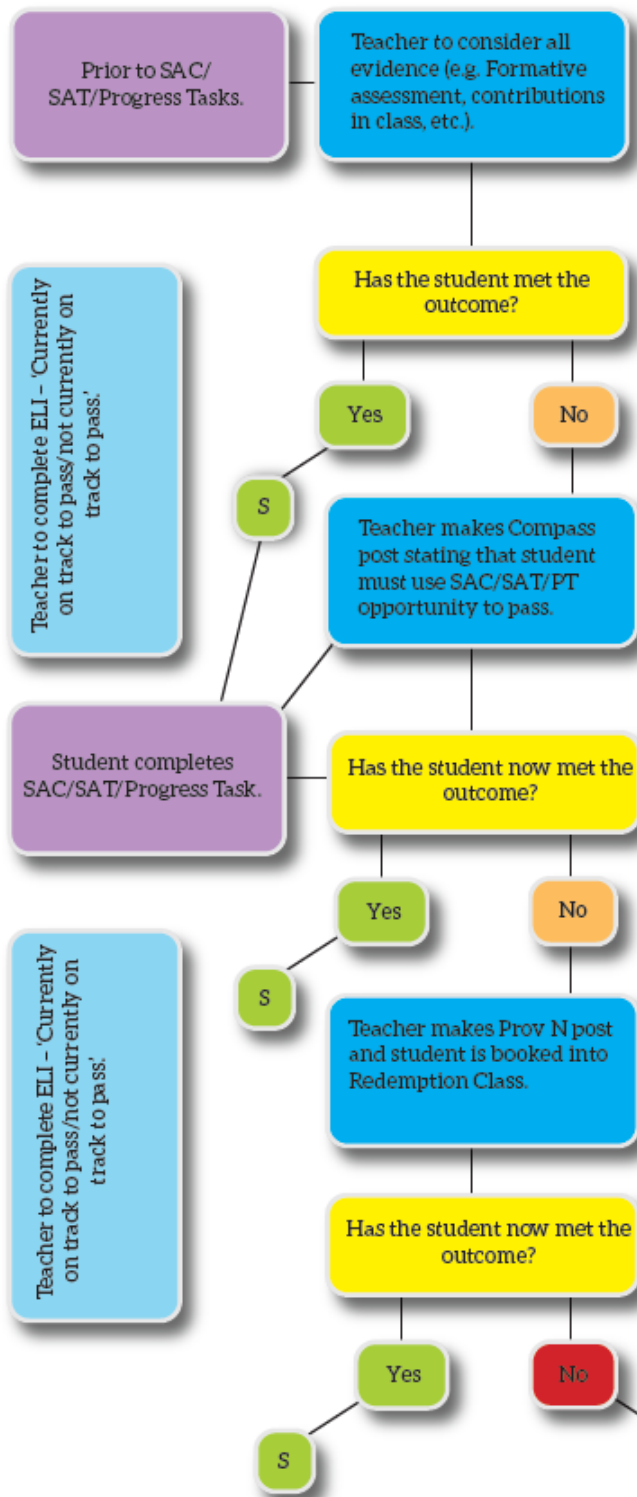 Prior to SAC/
SAT/Progress Tasks.
Teacher to consider all
evidence (e.g. Formative
assessment, contributions
in class, etc.).
Has the student met the
outcome?
Yes
No
S
Teacher to complete ELI – ‘Currently
on track to pass/not currently on
track to pass.’
Teacher makes Compass
post stating that student
must use SAC/SAT/PT
opportunity to pass.
Student completes
SAC/SAT/Progress Task.
Has the student now met the
outcome?
Yes
No
S
Teacher to complete ELI – ‘Currently
on track to pass/not currently on
track to pass.’
Teacher makes Prov N post
and student is booked into
Redemption Class.
Has the student now met the
outcome?
Yes
No
S